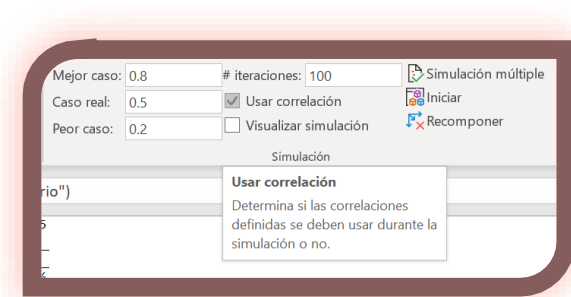 Mejor caso: 0.8 # iteraciones: 100 Simulación múltiple
Caso real: 0.5 Usar correlación Iniciar
Peor caso: 0.2 Visualizar simulación Recomponer
Simulación
rio")
Usar correlación
Determina si las correlaciones
definidas se deben usar durante la
simulación o no.